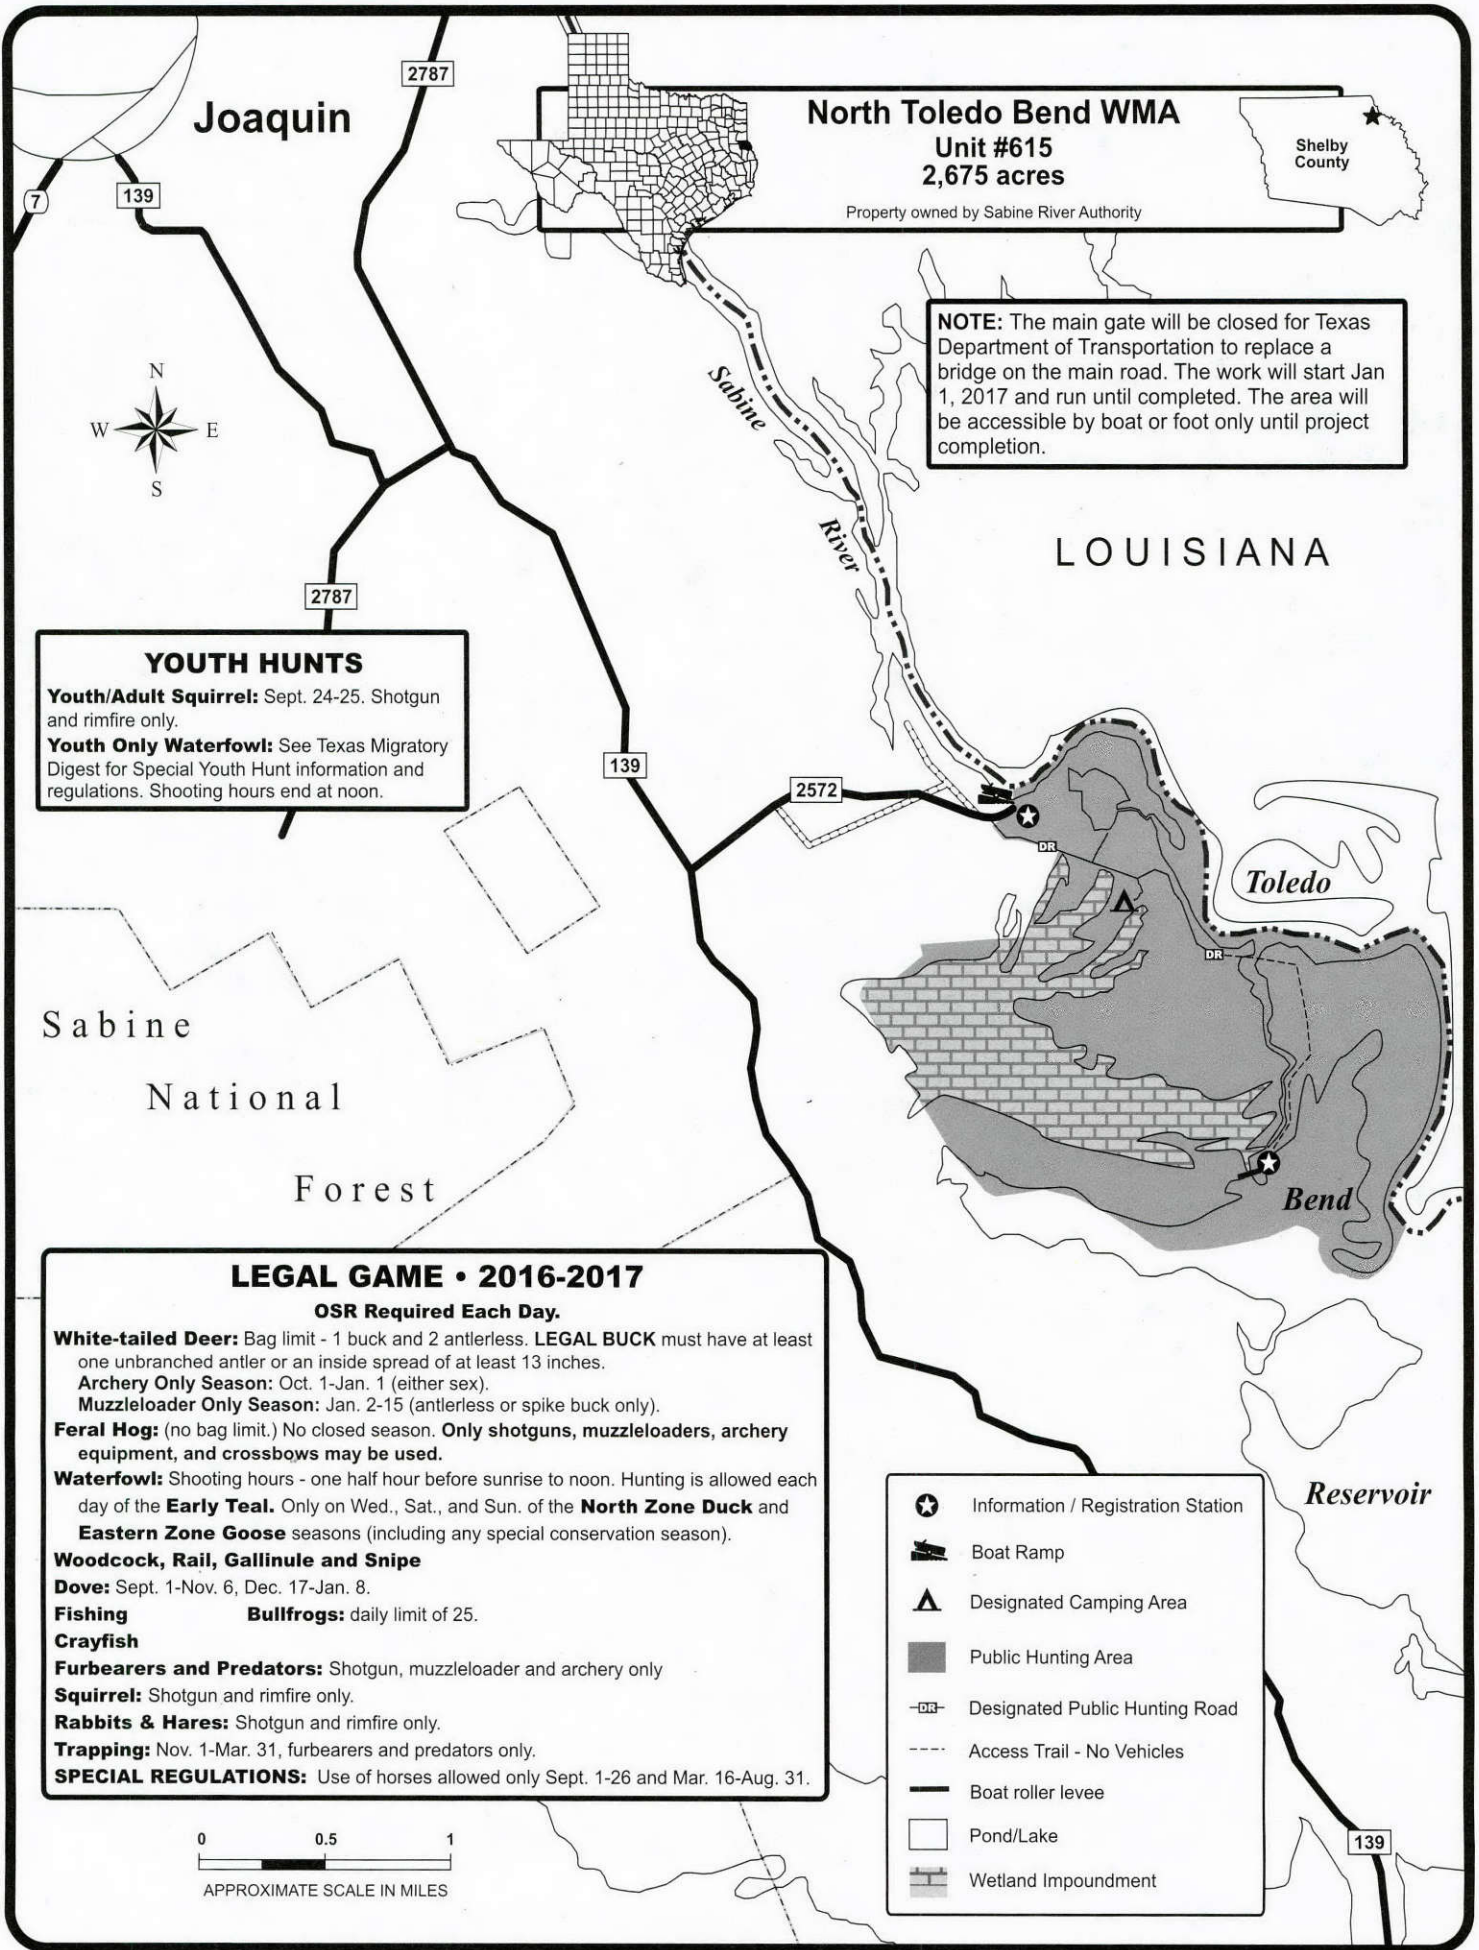 Joaquin
2787
7
139
North Toledo Bend WMA
Unit #615
2,675 acres
Property owned by Sabine River Authority
Shelby
County
NOTE: The main gate will be closed for Texas
Department of Transportation to replace a
bridge on the main road. The work will start Jan
1, 2017 and run until completed. The area will
be accessible by boat or foot only until project
completion.
N
W
E
S
Sabine
River
LOUISIANA
2787
YOUTH HUNTS
Youth/Adult Squirrel: Sept. 24-25. Shotgun
and rimfire only.
Youth Only Waterfowl: See Texas Migratory
Digest for Special Youth Hunt information and
regulations. Shooting hours end at noon.
139
2572
DR
Toledo
DR
Sabine
National
Forest
Bend
LEGAL GAME • 2016-2017
OSR Required Each Day.
White-tailed Deer: Bag limit - 1 buck and 2 antlerless. LEGAL BUCK must have at least
one unbranched antler or an inside spread of at least 13 inches.
Archery Only Season: Oct. 1-Jan. 1 (either sex).
Muzzleloader Only Season: Jan. 2-15 (antlerless or spike buck only).
Feral Hog: (no bag limit.) No closed season. Only shotguns, muzzleloaders, archery
equipment, and crossbows may be used.
Waterfowl: Shooting hours - one half hour before sunrise to noon. Hunting is allowed each
day of the Early Teal. Only on Wed., Sat., and Sun. of the North Zone Duck and
Eastern Zone Goose seasons (including any special conservation season).
Woodcock, Rail, Gallinule and Snipe
Dove: Sept. 1-Nov. 6, Dec. 17-Jan. 8.
Fishing Bullfrogs: daily limit of 25.
Crayfish
Furbearers and Predators: Shotgun, muzzleloader and archery only
Squirrel: Shotgun and rimfire only.
Rabbits & Hares: Shotgun and rimfire only.
Trapping: Nov. 1-Mar. 31, furbearers and predators only.
SPECIAL REGULATIONS: Use of horses allowed only Sept. 1-26 and Mar. 16-Aug. 31.
Reservoir
Information / Registration Station
Boat Ramp
Designated Camping Area
Public Hunting Area
DR Designated Public Hunting Road
Access Trail - No Vehicles
Boat roller levee
Pond/Lake
Wetland Impoundment
139
0 0.5 1
APPROXIMATE SCALE IN MILES